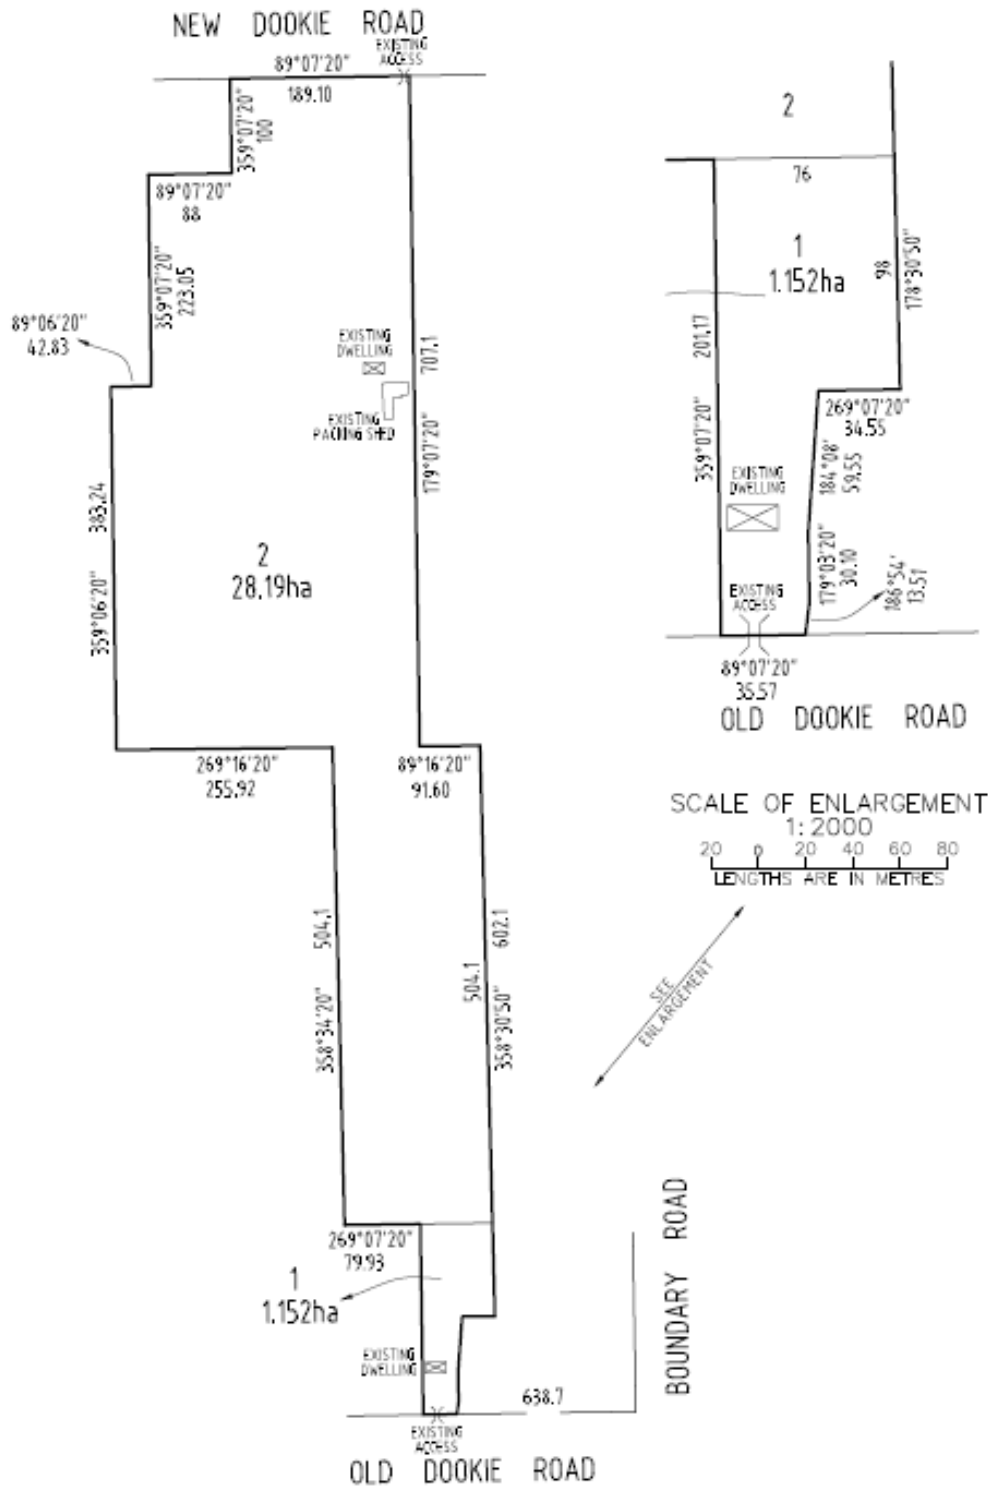 NEW DOOKIE ROAD
EXISTING
ACCESS
89°07'20"
189.10
359°07'20"
100
89°07'20"
88
359°07'20"
223.05
89°06'20"
42.83
EXISTING
DWELLING
EXISTING
PACKING SHED
707.1
179°07'20"
383.24
359°06'20"
2
28.19ha
269°16'20"
255.92
89°16'20"
91.60
504.1
358°34'20"
602.1
504.1
358°30'50"
269°07'20"
79.93
1
1.152ha
EXISTING
DWELLING
638.7
EXISTING
ACCESS
OLD DOOKIE ROAD
BOUNDARY ROAD
SEE
ENLARGEMENT
2
76
1
1.152ha
98
178°30'50"
201.17
359°07'20"
269°07'20"
34.55
184°08'
59.55
EXISTING
DWELLING
179°03'20"
30.10
186°54'
13.51
EXISTING
ACCESS
89°07'20"
35.57
OLD DOOKIE ROAD
SCALE OF ENLARGEMENT
1:2000
20 0 20 40 60 80
LENGTHS ARE IN METRES